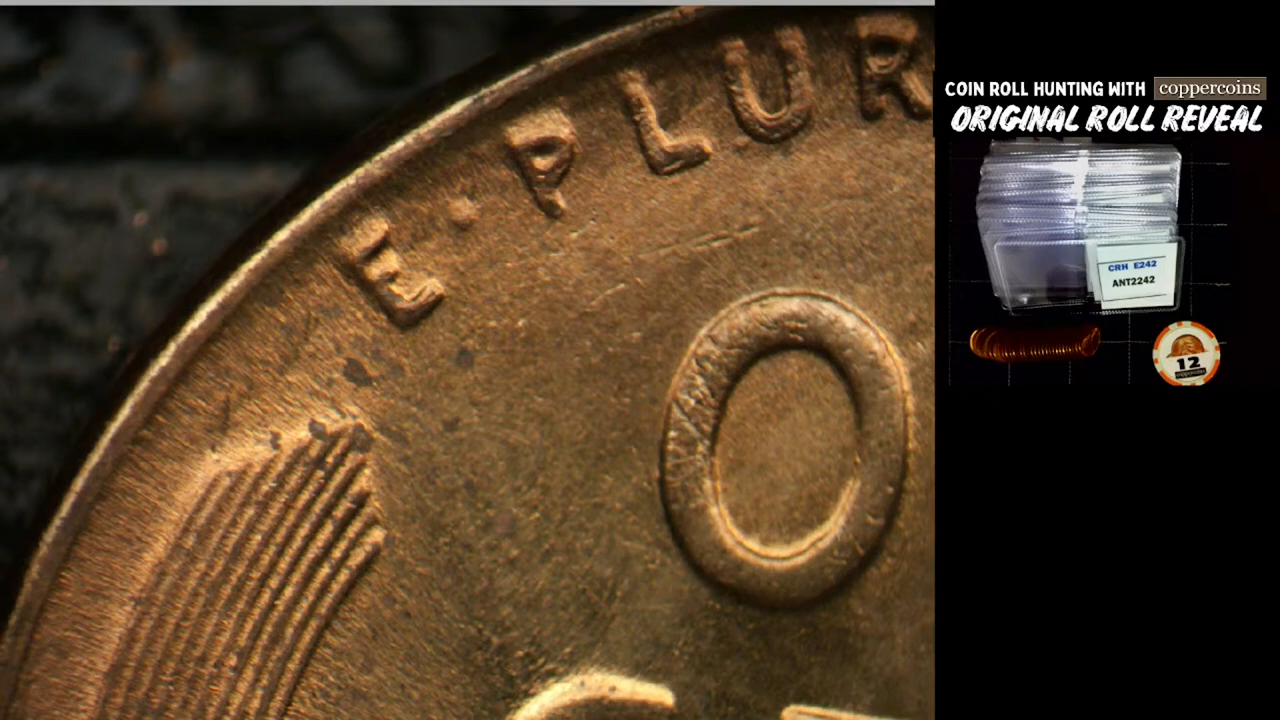 E · PLUR
O
COIN ROLL HUNTING WITH coppercoins
ORIGINAL ROLL REVEAL
CRH E242
ANT2242
12